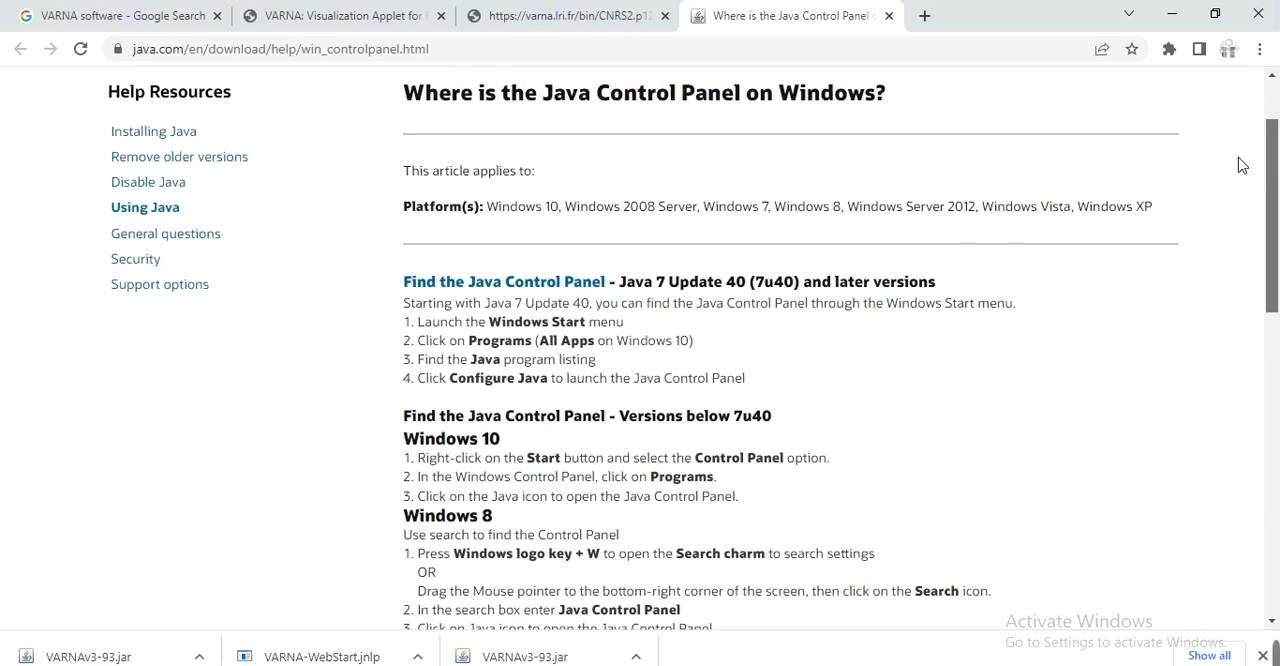 VARNA software - Google Search
VARNA: Visualization Applet for F
https://varna.lri.fr/bin/CNRS2.p12
Where is the Java Control Panel o
java.com/en/download/help/win_controlpanel.html
Help Resources
Installing Java
Remove older versions
Disable Java
Using Java
General questions
Security
Support options
Where is the Java Control Panel on Windows?
This article applies to:
Platform(s): Windows 10, Windows 2008 Server, Windows 7, Windows 8, Windows Server 2012, Windows Vista, Windows XP
Find the Java Control Panel - Java 7 Update 40 (7u40) and later versions
Starting with Java 7 Update 40, you can find the Java Control Panel through the Windows Start menu.
1. Launch the Windows Start menu
2. Click on Programs (All Apps on Windows 10)
3. Find the Java program listing
4. Click Configure Java to launch the Java Control Panel
Find the Java Control Panel - Versions below 7u40
Windows 10
1. Right-click on the Start button and select the Control Panel option.
2. In the Windows Control Panel, click on Programs.
3. Click on the Java icon to open the Java Control Panel.
Windows 8
Use search to find the Control Panel
1. Press Windows logo key + W to open the Search charm to search settings
OR
Drag the Mouse pointer to the bottom-right corner of the screen, then click on the Search icon.
2. In the search box enter Java Control Panel
3. Click on Java icon to open the Java Control Panel
Activate Windows
Go to Settings to activate Windows.
VARNAv3-93.jar
VARNA-WebStart.jnlp
VARNAv3-93.jar
Show all